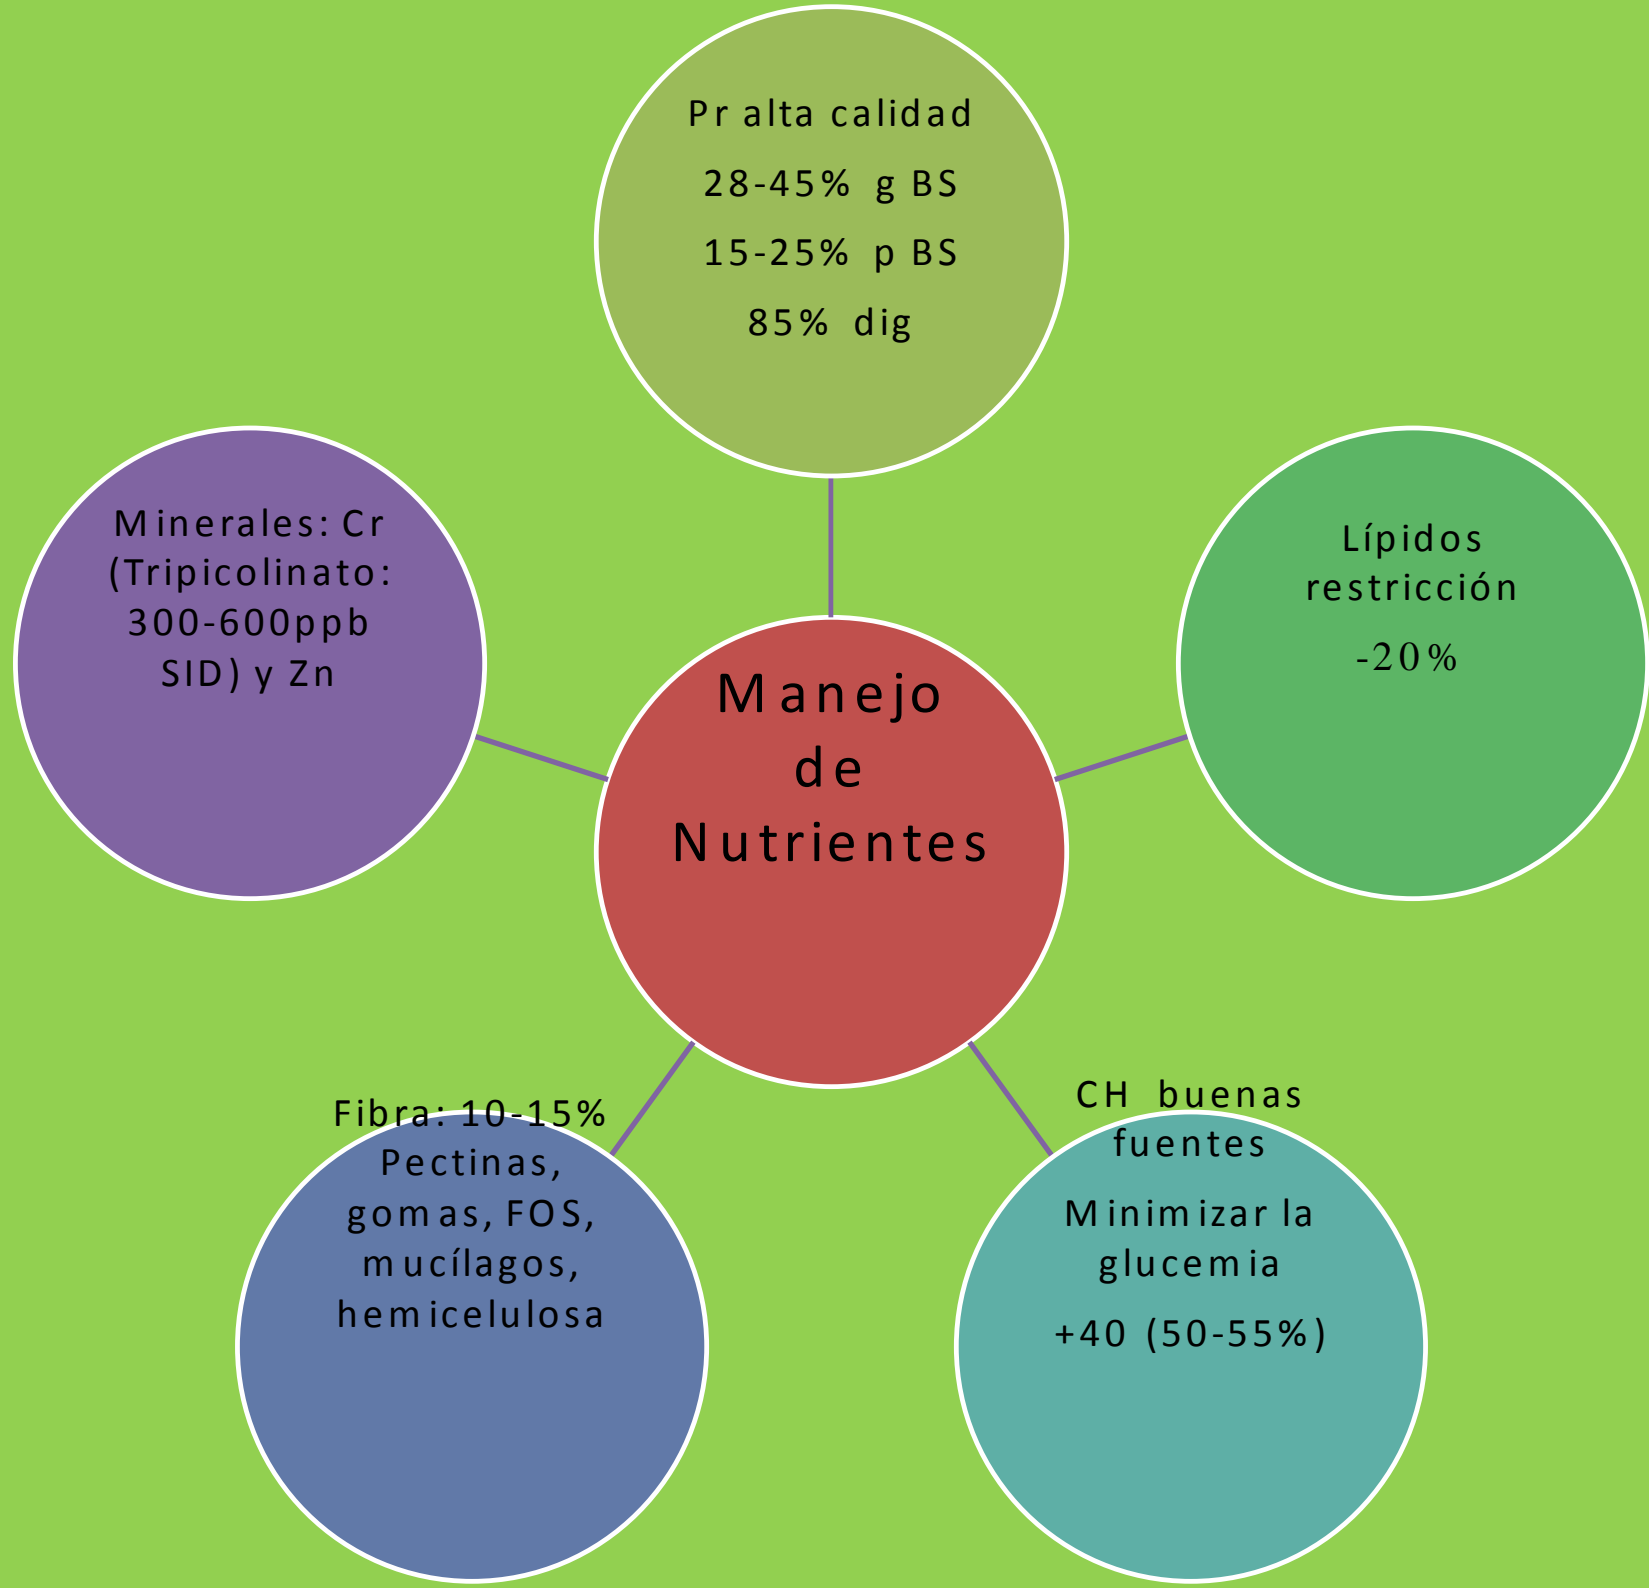 Pr alta calidad
28-45% g BS
15-25% p BS
85% dig
Lípidos
restricción
-20%
CH buenas
fuentes
Minimizar la
glucemia
+40 (50-55%)
Fibra: 10-15%
Pectinas,
gomas, FOS,
mucílagos,
hemicelulosa
Minerales: Cr
(Tripicolinato:
300-600ppb
SID) y Zn
Manejo
de
Nutrientes